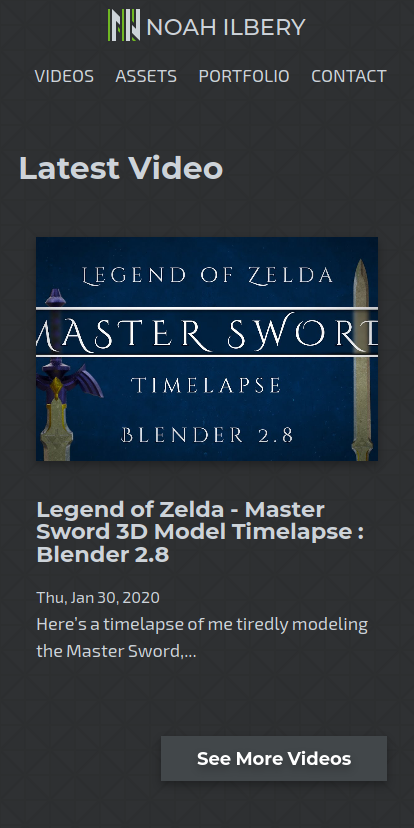 NOAH ILBERY
VIDEOS ASSETS PORTFOLIO CONTACT
Latest Video
LEGEND OF ZELDA
MASTER SWORD
TIMELAPSE
BLENDER 2.8
Legend of Zelda - Master
Sword 3D Model Timelapse :
Blender 2.8
Thu, Jan 30, 2020
Here's a timelapse of me tiredly modeling
the Master Sword,...
See More Videos